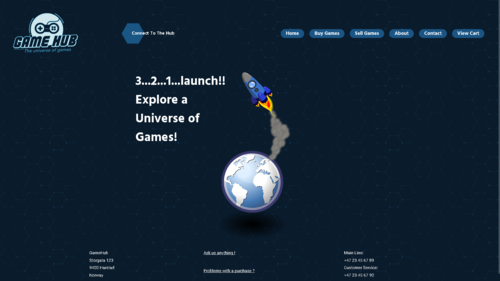 GAME HUB
The universe of games
Connect To The Hub
Home
Buy Games
Sell Games
About
Contact
View Cart
3...2...1...launch!!
Explore a
Universe of
Games!
GameHub
Storgata 123
9400 Harstad
Norway
Ask us anything !
Problems with a purchase ?
Main Line:
+47 23 45 67 89
Customer Service:
+47 23 45 67 90